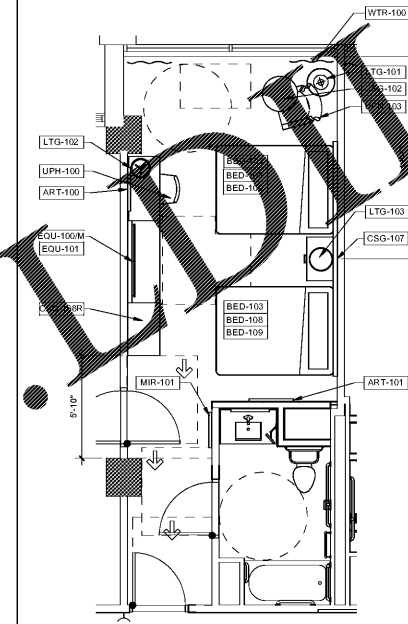 WTR-100
LTG-101
LTG-102
UPH-100
ART-100
LTG-103
EQU-100/M
EQU-101
CSG-107
BED-103
BED-108
BED-109
MIR-101
ART-101
5'-10"
.LDIN